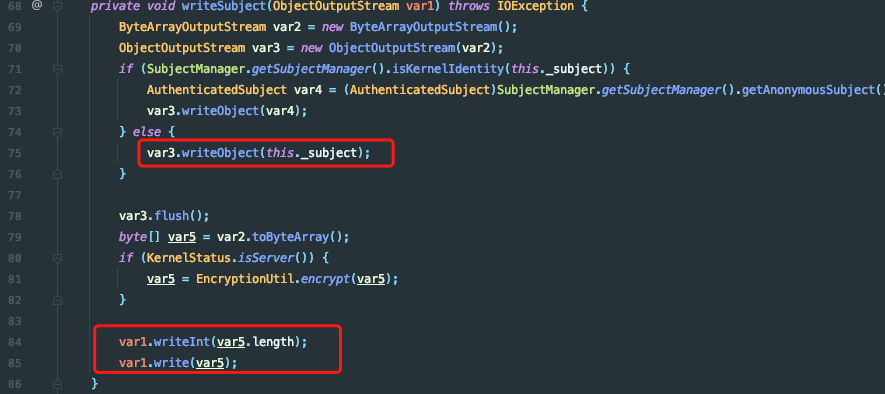 68 @ private void writeSubject(ObjectOutputStream var1) throws IOException {
69 ByteArrayOutputStream var2 = new ByteArrayOutputStream();
70 ObjectOutputStream var3 = new ObjectOutputStream(var2);
71 if (SubjectManager.getSubjectManager().isKernelIdentity(this._subject)) {
72 AuthenticatedSubject var4 = (AuthenticatedSubject)SubjectManager.getSubjectManager().getAnonymousSubject()
73 var3.writeObject(var4);
74 } else {
75 var3.writeObject(this._subject);
76 }
77
78 var3.flush();
79 byte[] var5 = var2.toByteArray();
80 if (KernelStatus.isServer()) {
81 var5 = EncryptionUtil.encrypt(var5);
82 }
83
84 var1.writeInt(var5.length);
85 var1.write(var5);
86 }